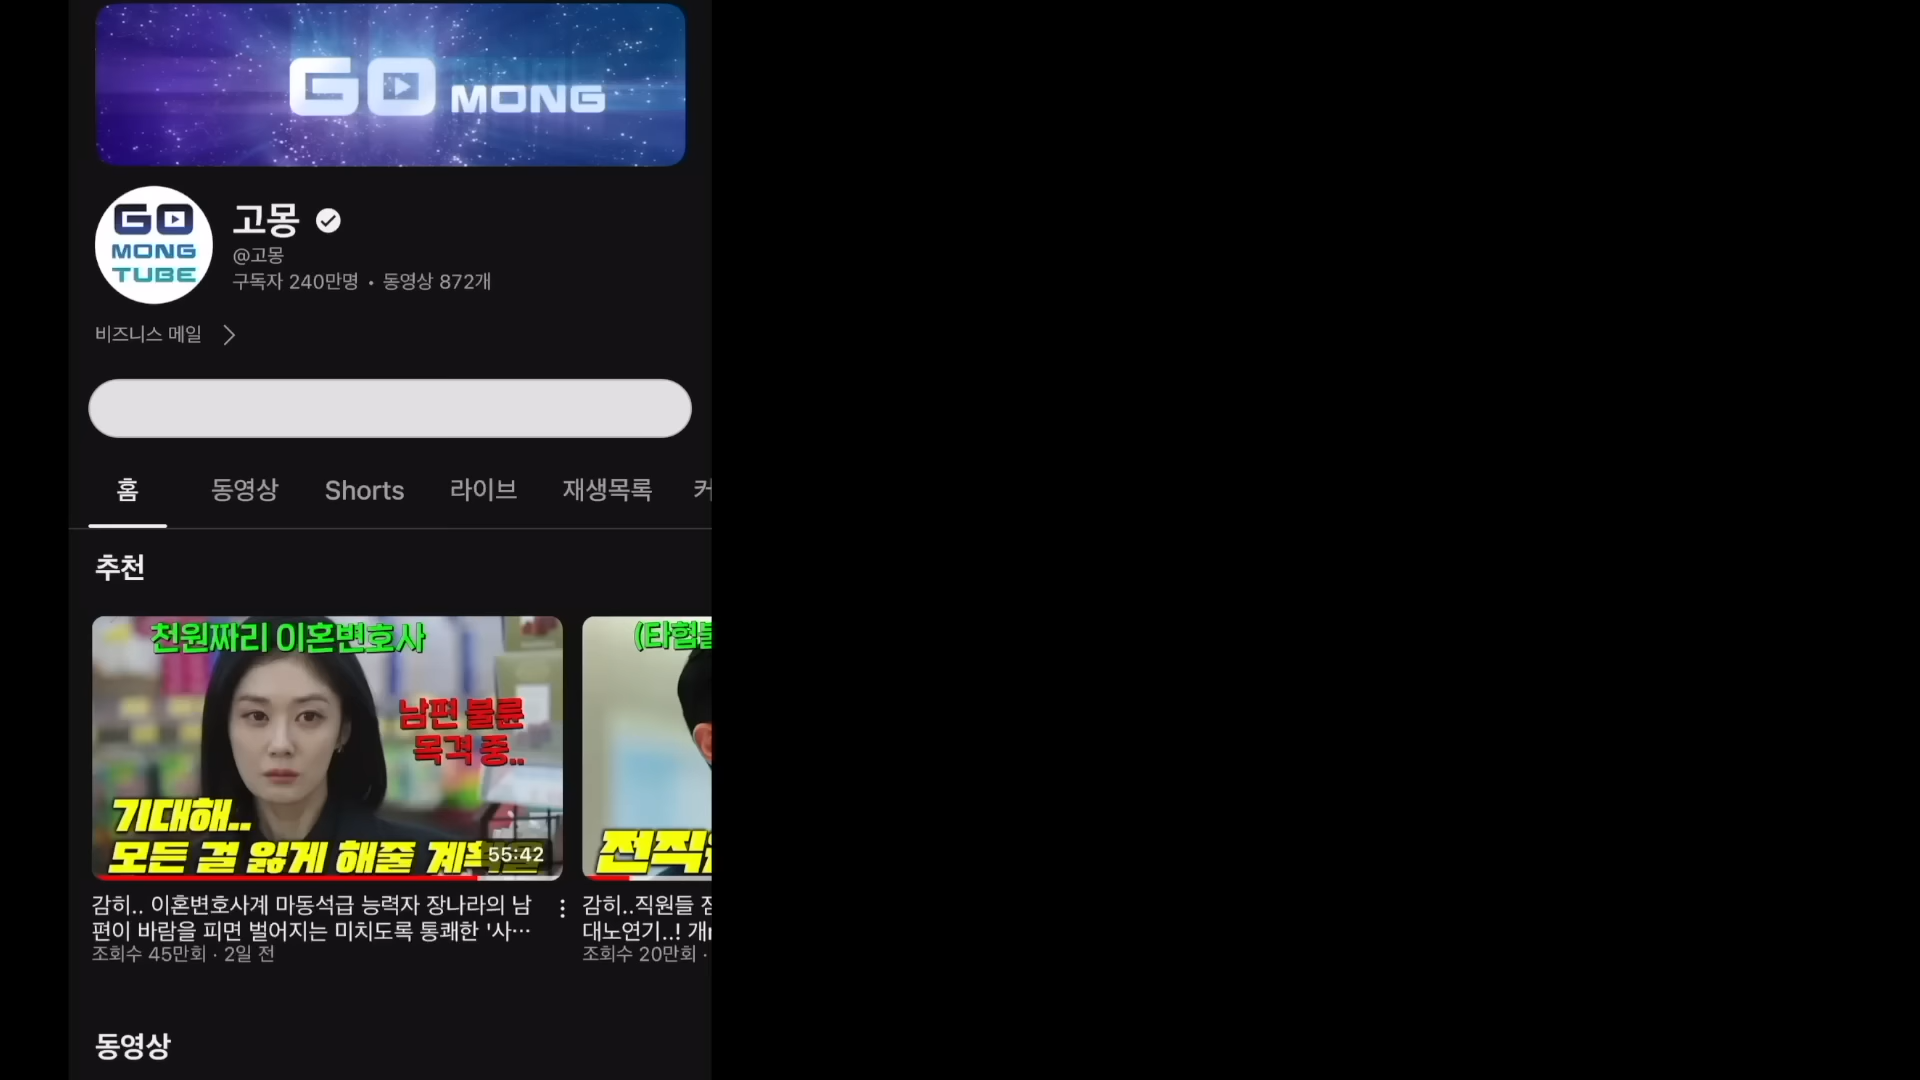 GO MONG
GO
MONG
TUBE
고몽
@고몽
구독자 240만명 • 동영상 872개
비즈니스 메일
홈 동영상 Shorts 라이브 재생목록
추천
천원짜리 이혼변호사
남편 불륜
목격 중..
기대해..
모든 걸 잃게 해줄
55:42
감히.. 이혼변호사계 마동석급 능력자 장나라의 남
편이 바람을 피면 벌어지는 미치도록 통쾌한 '사…
조회수 45만회 · 2일 전
감히..직원들
대노연기..!
조회수 20만회 ·
동영상